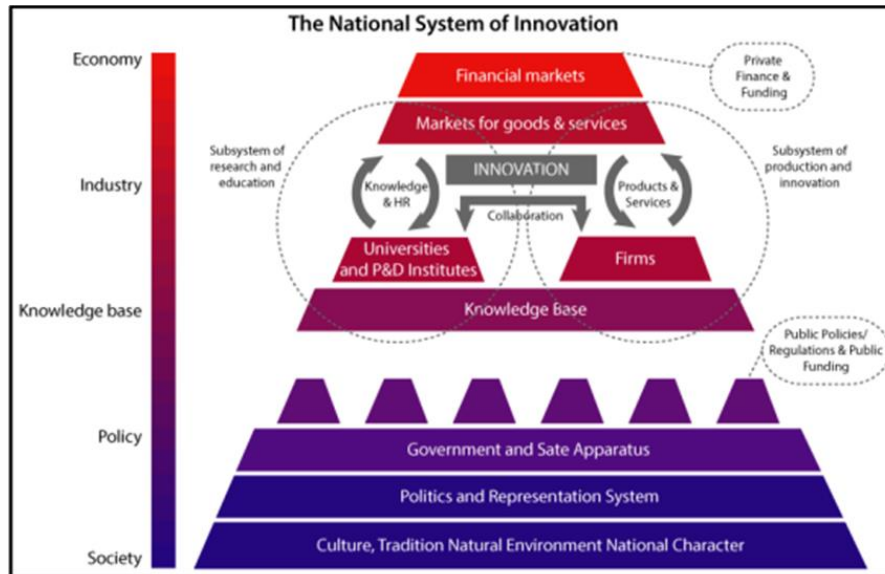 The National System of Innovation
Economy
Financial markets
Private
Finance &
Funding
Markets for goods & services
Subsystem of
research and
education
Subsystem of
production and
innovation
Industry
INNOVATION
Knowledge
& HR
Products &
Services
Collaboration
Universities
and P&D Institutes
Firms
Knowledge base
Knowledge Base
Public Policies/
Regulations & Public
Funding
Policy
Government and Sate Apparatus
Politics and Representation System
Culture, Tradition Natural Environment National Character
Society